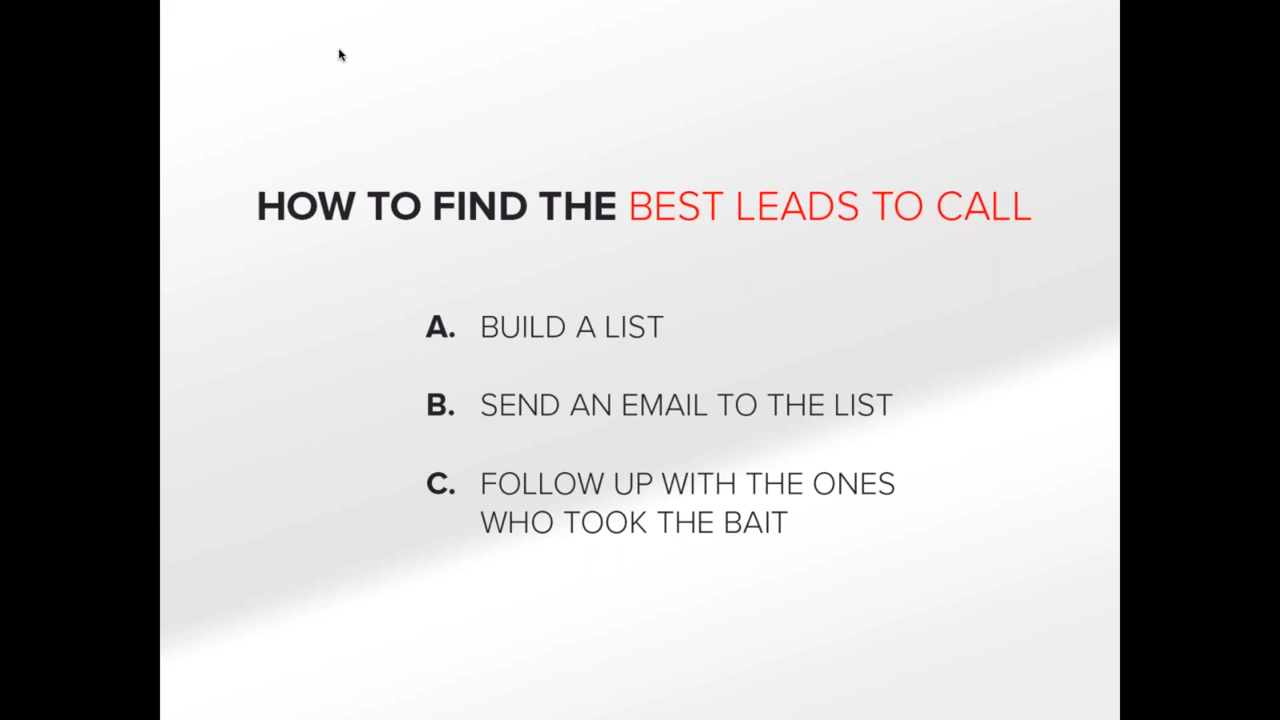 HOW TO FIND THE BEST LEADS TO CALL
A. BUILD A LIST
B. SEND AN EMAIL TO THE LIST
C. FOLLOW UP WITH THE ONES
WHO TOOK THE BAIT